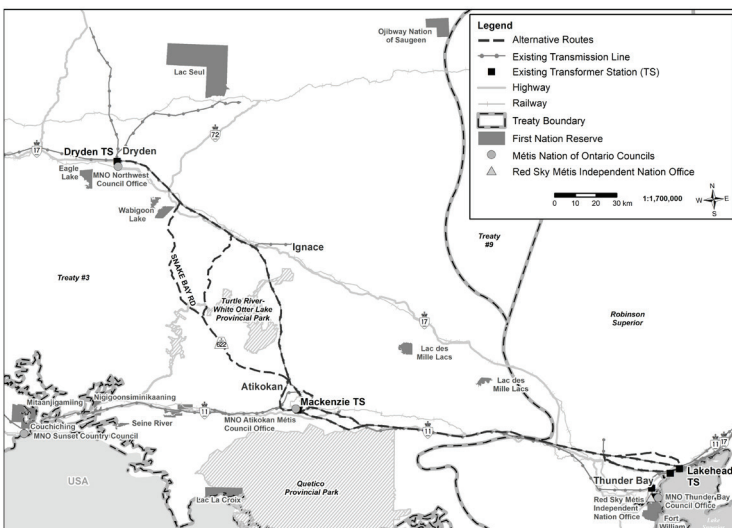 Legend
Alternative Routes
Existing Transmission Line
Existing Transformer Station (TS)
Highway
Railway
Treaty Boundary
First Nation Reserve
Métis Nation of Ontario Councils
Red Sky Métis Independent Nation Office
0 10 20 30 km
1:1,700,000
N
W E
S
Ojibway Nation
of Saugeen
Lac Seul
72
17
Dryden TS
Dryden
Eagle
Lake
MNO Northwest
Council Office
Wabigoon
Lake
Ignace
Treaty
#9
Treaty #3
SNAKE BAY RD
Turtle River-
White Otter Lake
Provincial Park
Robinson
Superior
17
622
Lac des
Mille Lacs
Lac des
Mille Lacs
Atikokan
Mackenzie TS
Mitaanjigamiing
Nigigoonsiminikaaning
11
MNO Atikokan Métis
Council Office
11
Couchiching
MNO Sunset Country Council
Seine River
USA
Quetico
Provincial Park
Lac La Croix
11
17
Thunder Bay
Lakehead
TS
Red Sky Métis
Independent
Nation Office
MNO Thunder Bay
Council Office
Fort
William
Lake